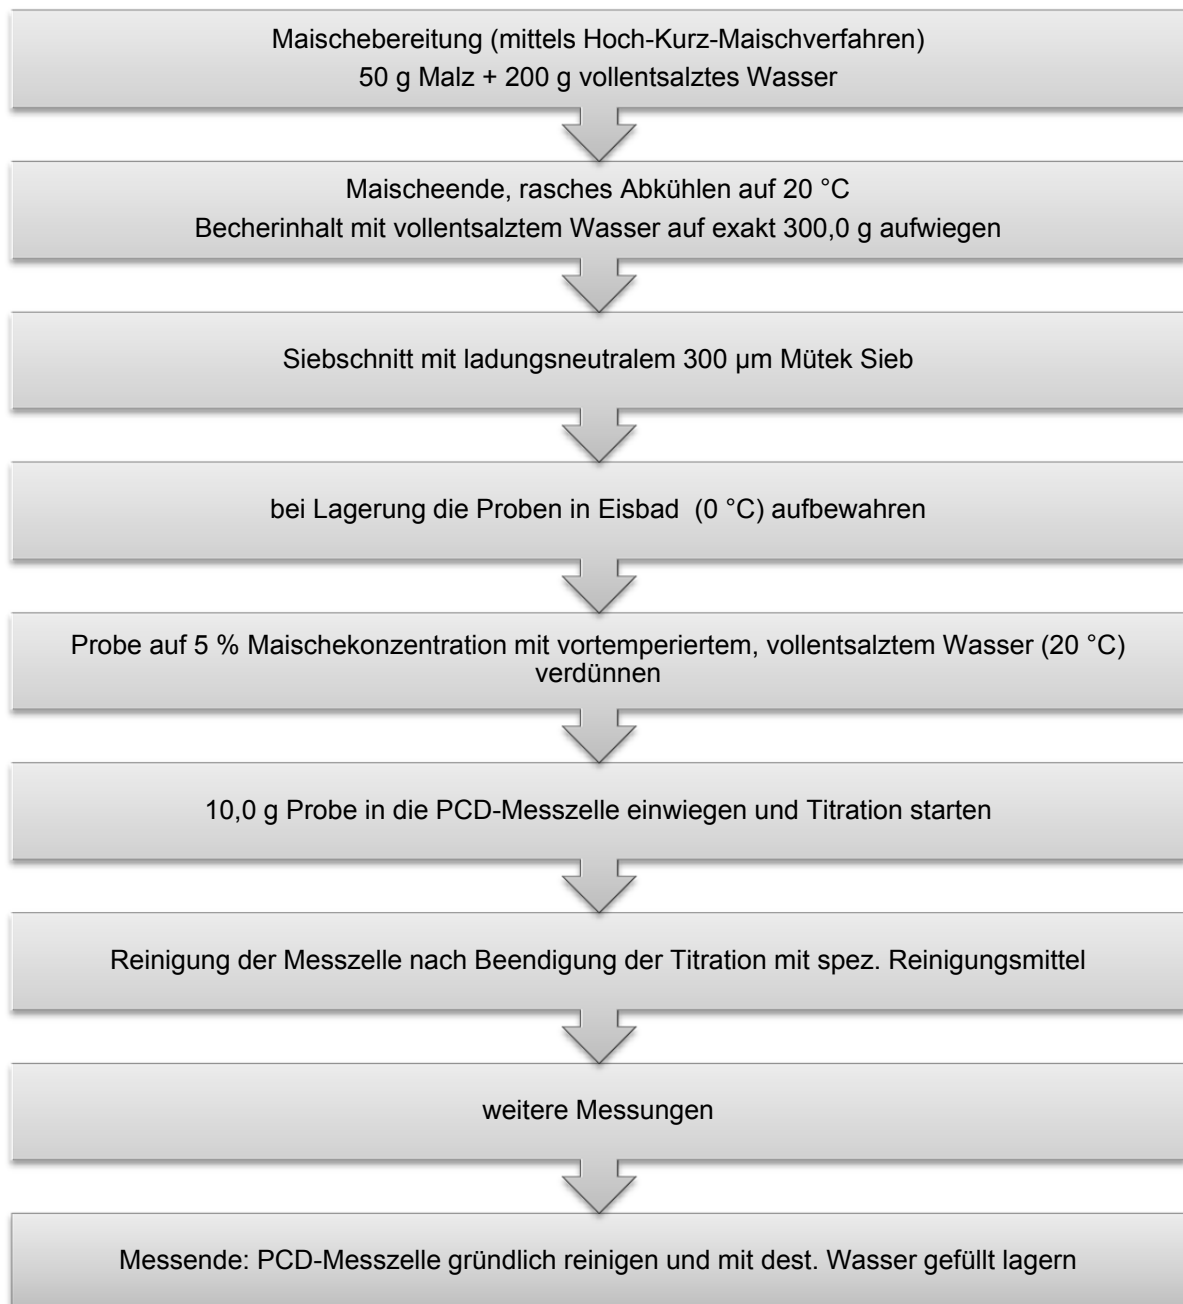 Maischebereitung (mittels Hoch-Kurz-Maischverfahren)
50 g Malz + 200 g vollentsalztes Wasser
Maischeende, rasches Abkühlen auf 20 °C
Becherinhalt mit vollentsalztem Wasser auf exakt 300,0 g aufwiegen
Siebschnitt mit ladungsneutralem 300 µm Mütek Sieb
bei Lagerung die Proben in Eisbad  (0 °C) aufbewahren
Probe auf 5 % Maischekonzentration mit vortemperiertem, vollentsalztem Wasser (20 °C)
verdünnen
10,0 g Probe in die PCD-Messzelle einwiegen und Titration starten
Reinigung der Messzelle nach Beendigung der Titration mit spez. Reinigungsmittel
weitere Messungen
Messende: PCD-Messzelle gründlich reinigen und mit dest. Wasser gefüllt lagern